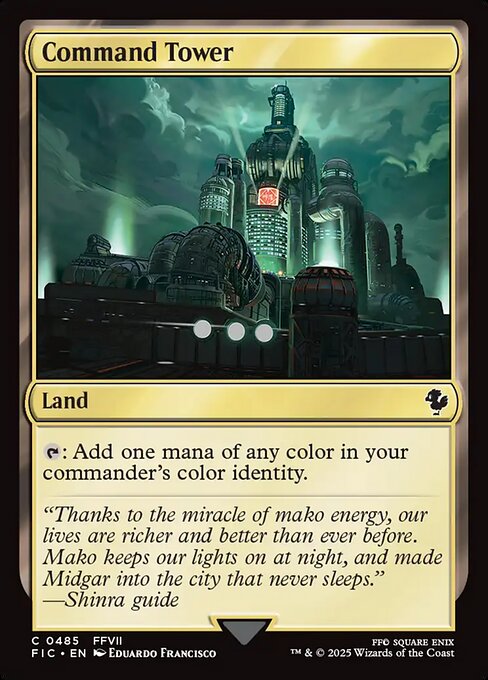 Command Tower
Land
: Add one mana of any color in your
commander's color identity.
“Thanks to the miracle of mako energy, our
lives are richer and better than ever before.
Mako keeps our lights on at night, and made
Midgar into the city that never sleeps.”
—Shinra guide
C 0485 FFVII
FIC • EN Eduardo Francisco
FF© SQUARE ENIX
™ & © 2025 Wizards of the Coast